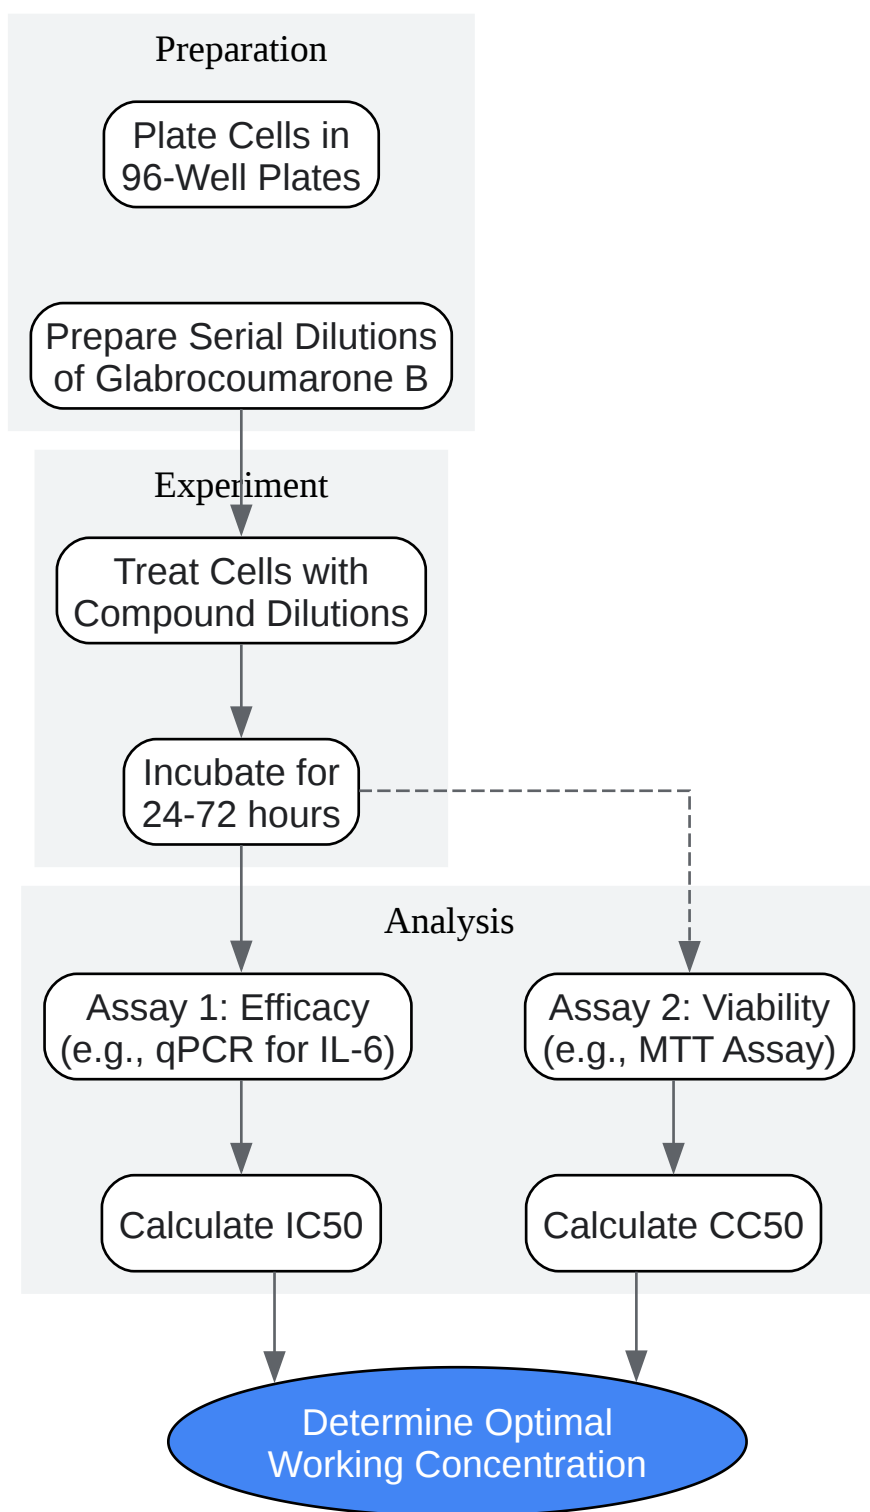 Preparation
Plate Cells in
96-Well Plates
Prepare Serial Dilutions
of Glabrocoumarone B
Experiment
Treat Cells with
Compound Dilutions
Incubate for
24-72 hours
Analysis
Assay 1: Efficacy
(e.g., qPCR for IL-6)
Assay 2: Viability
(e.g., MTT Assay)
Calculate IC50
Calculate CC50
Determine Optimal
Working Concentration